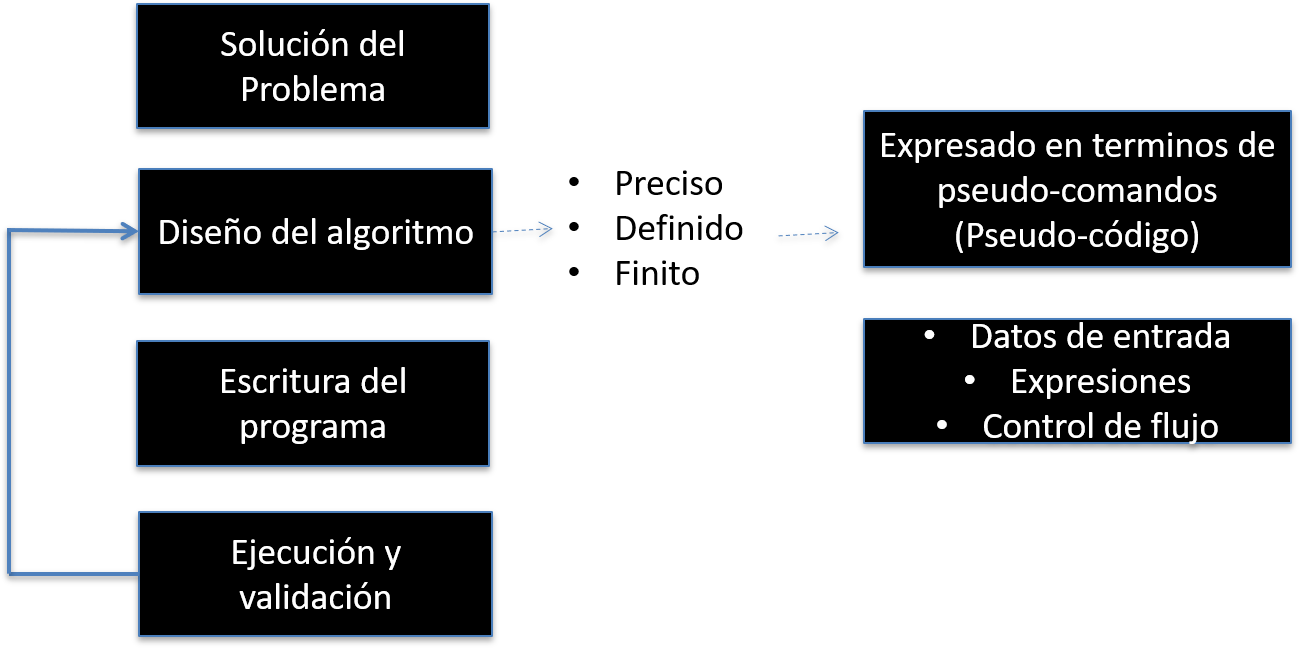 Solución del
Problema
Diseño del algoritmo
• Preciso
• Definido
• Finito
Expresado en terminos de
pseudo-comandos
(Pseudo-código)
• Datos de entrada
• Expresiones
• Control de flujo
Escritura del
programa
Ejecución y
validación